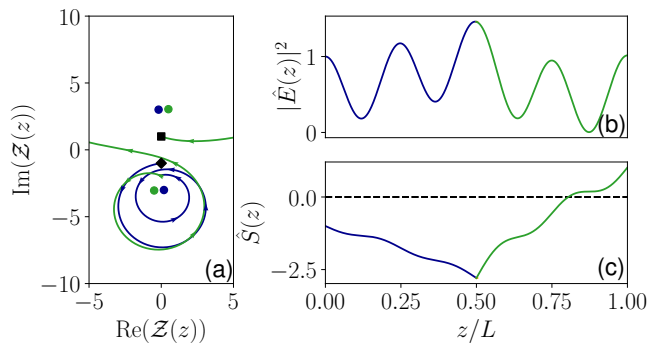 10
5
0
−5
−10
Im(𝒵(z))
−5
0
5
Re(𝒵(z))
(a)
1
0
|Ê(z)|²
(b)
0.0
−2.5
Ŝ(z)
(c)
0.00
0.25
0.50
0.75
1.00
z/L